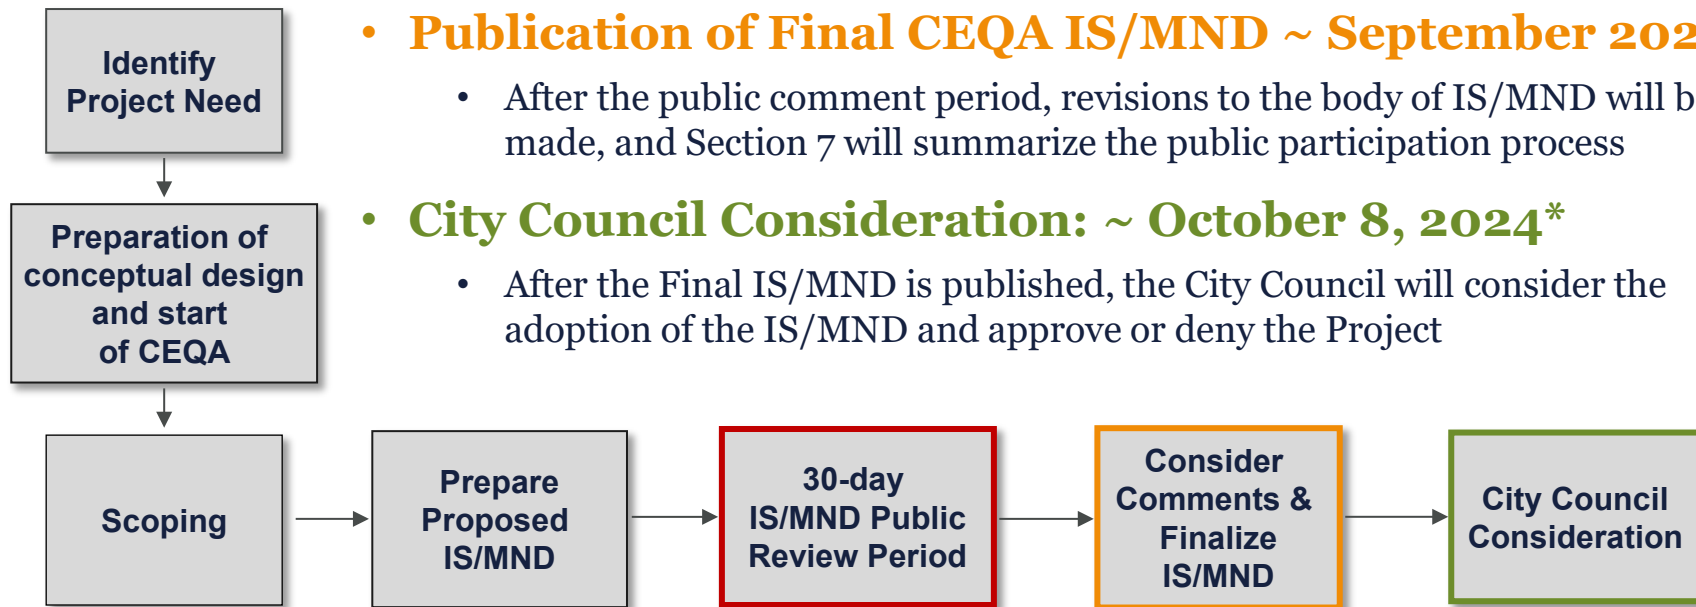 • Publication of Final CEQA IS/MND ~ September 202
• After the public comment period, revisions to the body of IS/MND will b
made, and Section 7 will summarize the public participation process
• City Council Consideration: ~ October 8, 2024*
• After the Final IS/MND is published, the City Council will consider the
adoption of the IS/MND and approve or deny the Project
Identify
Project Need
Preparation of
conceptual design
and start
of CEQA
Scoping
Prepare
Proposed
IS/MND
30-day
IS/MND Public
Review Period
Consider
Comments &
Finalize
IS/MND
City Council
Consideration